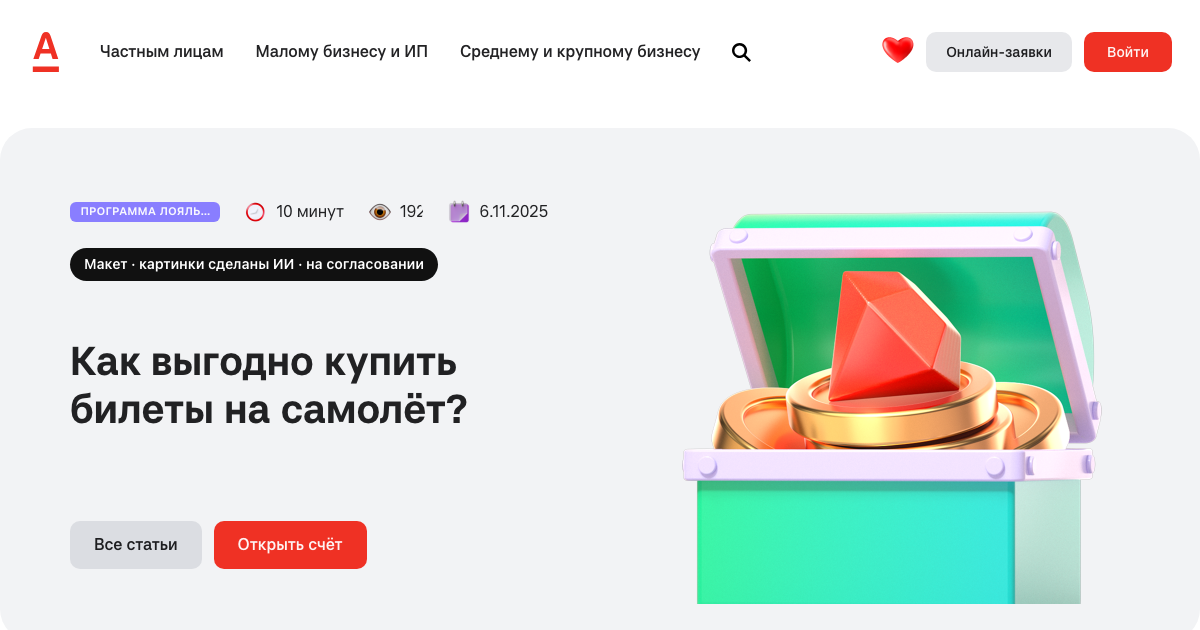 А
Частным лицам
Малому бизнесу и ИП
Среднему и крупному бизнесу
Онлайн-заявки
Войти
ПРОГРАММА ЛОЯЛЬ...
10 минут
192
6.11.2025
Макет · картинки сделаны ИИ · на согласовании
Как выгодно купить
билеты на самолёт?
Все статьи
Открыть счёт